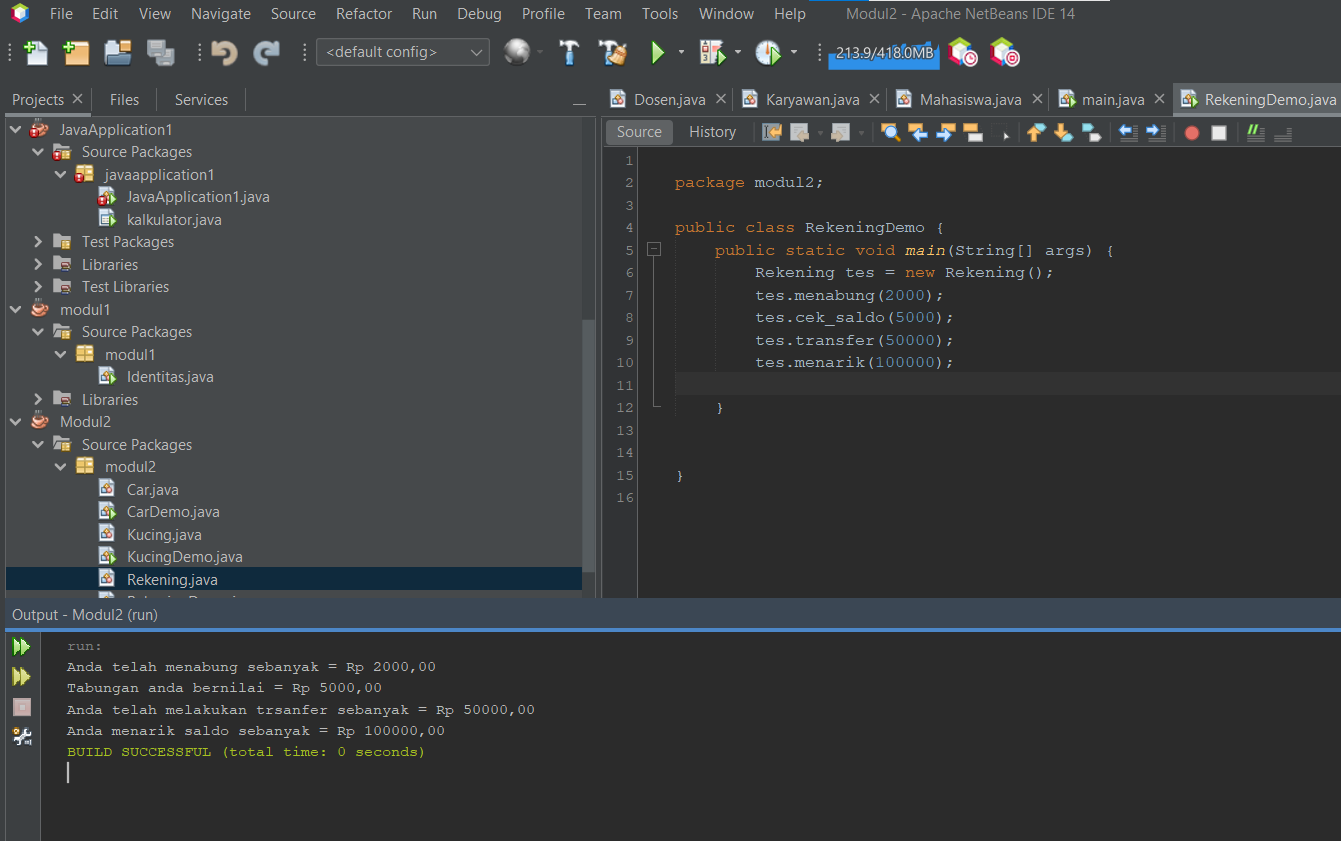 File Edit View Navigate Source Refactor Run Debug Profile Team Tools Window Help Modul2 - Apache NetBeans IDE 14
<default config> 213.9/418.0MB
Projects Files Services
Dosen.java Karyawan.java Mahasiswa.java main.java RekeningDemo.java
Source History
JavaApplication1
Source Packages
javaapplication1
JavaApplication1.java
kalkulator.java
Test Packages
Libraries
Test Libraries
modul1
Source Packages
modul1
Identitas.java
Libraries
Modul2
Source Packages
modul2
Car.java
CarDemo.java
Kucing.java
KucingDemo.java
Rekening.java
1
2 package modul2;
3
4 public class RekeningDemo {
5 public static void main(String[] args) {
6 Rekening tes = new Rekening();
7 tes.menabung(2000);
8 tes.cek_saldo(5000);
9 tes.transfer(50000);
10 tes.menarik(100000);
11
12 }
13
14
15 }
16
Output - Modul2 (run)
run:
Anda telah menabung sebanyak = Rp 2000,00
Tabungan anda bernilai = Rp 5000,00
Anda telah melakukan trsanfer sebanyak = Rp 50000,00
Anda menarik saldo sebanyak = Rp 100000,00
BUILD SUCCESSFUL (total time: 0 seconds)